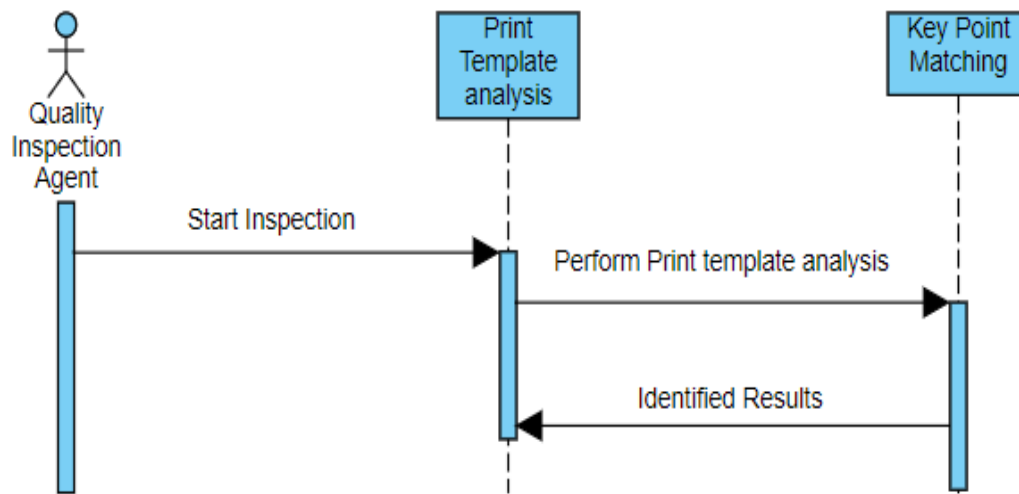 Print
Template
analysis
Key Point
Matching
Quality
Inspection
Agent
Start Inspection
Perform Print template analysis
Identified Results